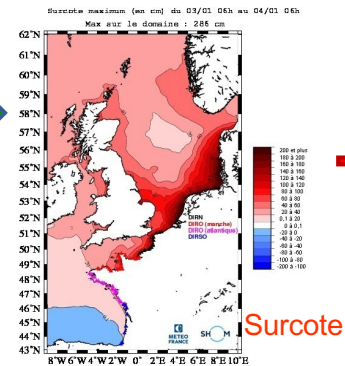 Surcote maximum (en cm) du 03/01 06h au 04/01 06h
Max sur le domaine : 286 cm
62°N
61°N
60°N
59°N
58°N
57°N
56°N
55°N
54°N
53°N
52°N
51°N
50°N
49°N
48°N
47°N
46°N
45°N
44°N
43°N
8°W 6°W 4°W 2°W 0° 2°E 4°E 6°E 8°E 10°E
DIRN
DIRO (manche)
DIRO (atlantique)
DIRSO
200 et plus
180 à 200
160 à 180
140 à 160
120 à 140
100 à 120
80 à 100
60 à 80
40 à 60
20 à 40
0,1 à 20
0 à 0,1
-20 à 0
-40 à -20
-60 à -40
-80 à -60
-100 à -80
-200 à -100
METEO
FRANCE
SHOM
Surcote